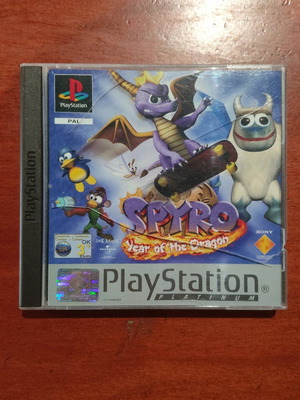 PlayStation
PlayStation
PAL
SPYRO
Year of the Dragon
SONY
PlayStation®
PLATINUM